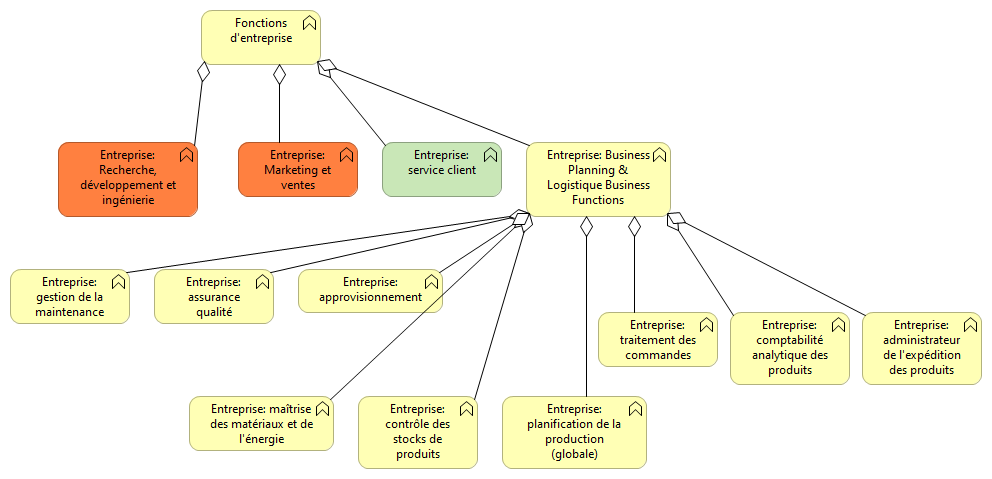 Fonctions
d'entreprise
Entreprise:
Recherche,
développement et
ingénierie
Entreprise:
Marketing et
ventes
Entreprise:
service client
Entreprise: Business
Planning &
Logistique Business
Functions
Entreprise:
gestion de la
maintenance
Entreprise:
assurance
qualité
Entreprise:
approvisionnement
Entreprise:
traitement des
commandes
Entreprise:
comptabilité
analytique des
produits
Entreprise:
administrateur
de l'expédition
des produits
Entreprise: maîtrise
des matériaux et de
l'énergie
Entreprise:
contrôle des
stocks de
produits
Entreprise:
planification de la
production
(globale)